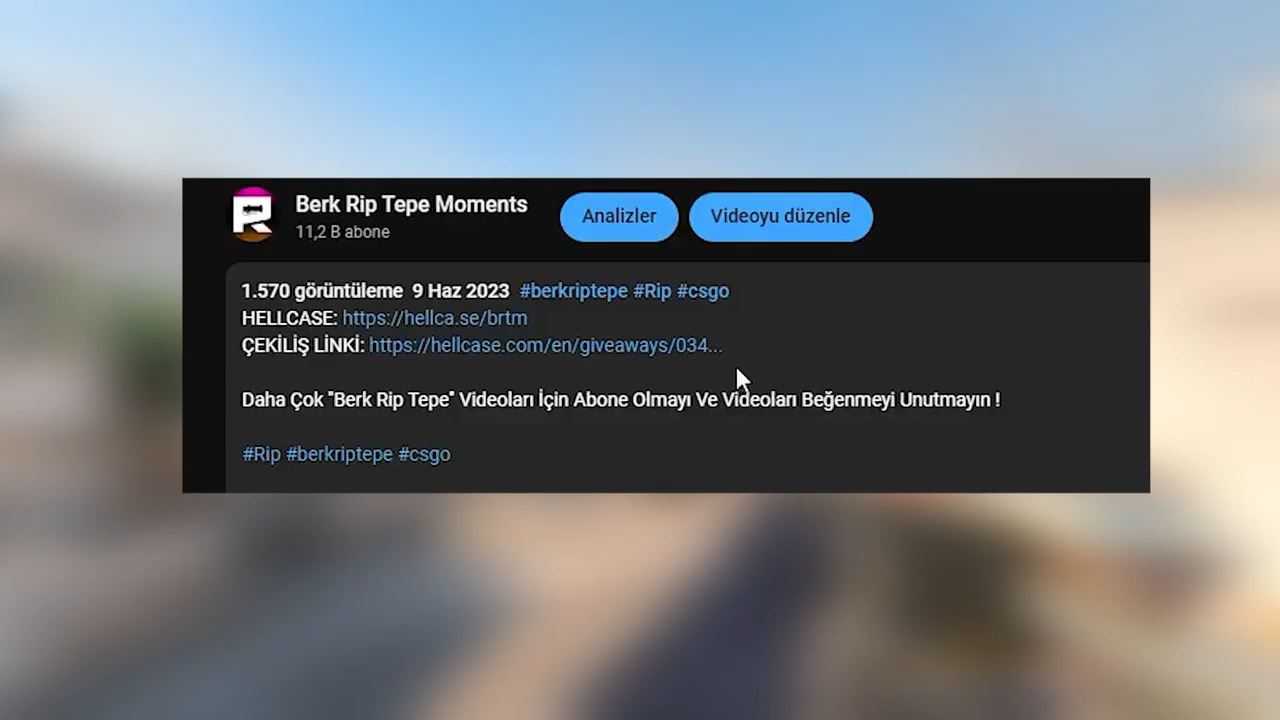 Berk Rip Tepe Moments
11,2 B abone
Analizler
Videoyu düzenle
1.570 görüntüleme 9 Haz 2023 #berkriptepe #Rip #csgo
HELLCASE: https://hellca.se/brtm
ÇEKİLİŞ LİNKİ: https://hellcase.com/en/giveaways/034...
Daha Çok "Berk Rip Tepe" Videoları İçin Abone Olmayı Ve Videoları Beğenmeyi Unutmayın !
#Rip #berkriptepe #csgo